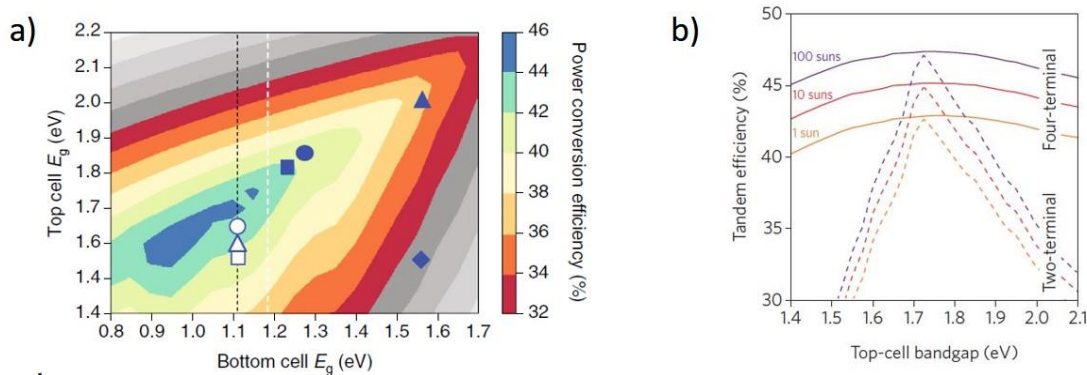 a)
Top cell Eg (eV)
2.2
2.1
2.0
1.9
1.8
1.7
1.6
1.4
1.4
0.8 0.9 1.0 1.1 1.2 1.3 1.4 1.5 1.6 1.7
Bottom cell Eg (eV)
46
44
42
40
38
36
34
32
Power conversion efficiency (%)
b)
Tandem efficiency (%)
50
45
40
35
30
100 suns
10 suns
1 sun
Four-terminal
Two-terminal
1.4 1.5 1.6 1.7 1.8 1.9 2.0 2.1
Top-cell bandgap (eV)